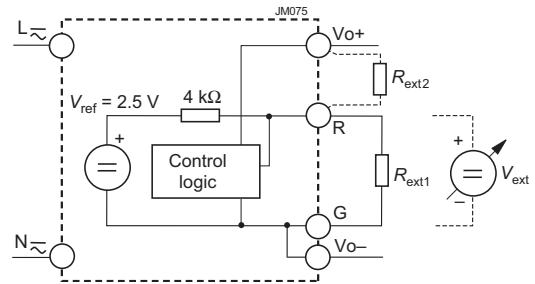 JM075
L
Vo+
Rext2
Vref = 2.5 V
4 kΩ
R
+
Control
logic
Rext1
+
Vext
–
G
N
Vo–